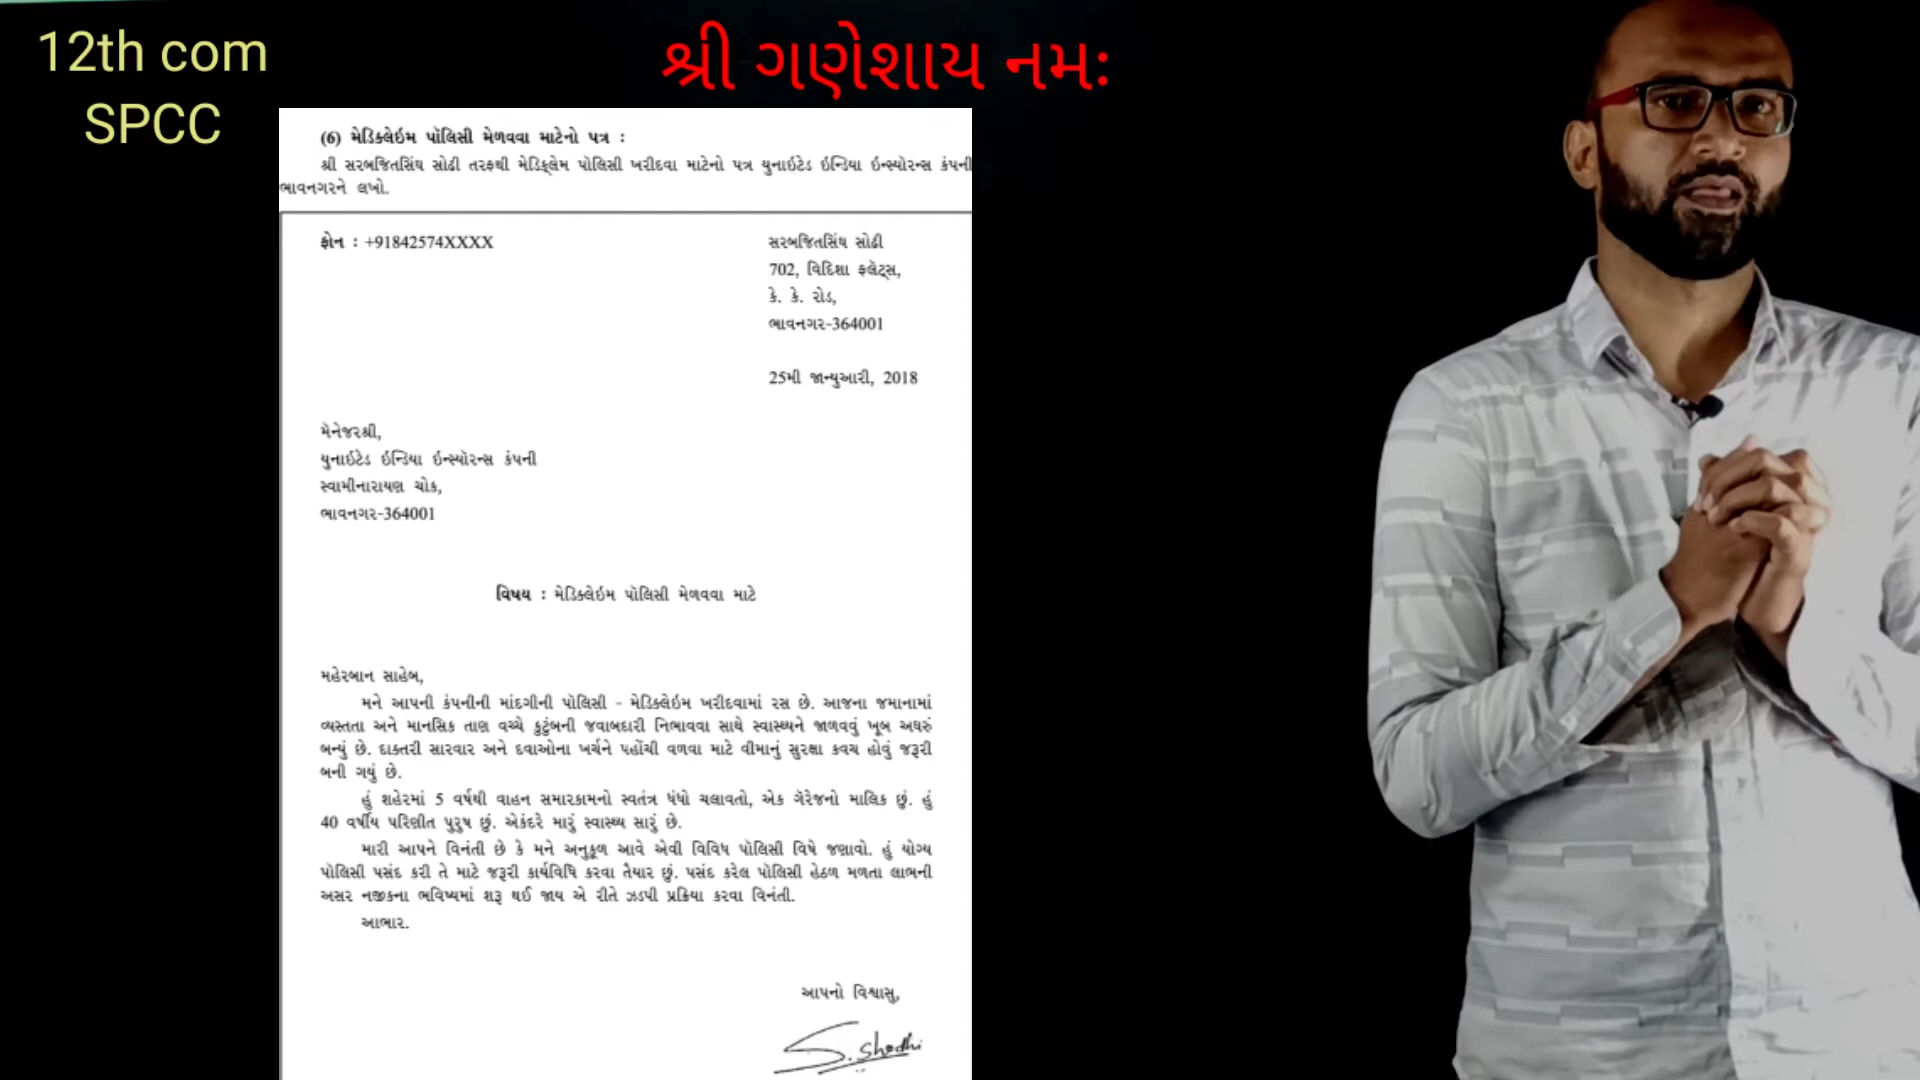 12th com
SPCC
શ્રી ગણેશાય નમઃ
(6) મેડિક્લેઇમ પૉલિસી મેળવવા માટેનો પત્ર :
શ્રી સરબજિતસિંઘ સોઢી તરફથી મેડિક્લેમ પોલિસી ખરીદવા માટેનો પત્ર યુનાઇટેડ ઇન્ડિયા ઇન્સ્યૉરન્સ કંપની
ભાવનગરને લખો.
ફોન : +91842574XXXX
સરબજિતસિંઘ સોઢી
702, વિદિશા ફ્લૅટ્સ,
કે. કે. રોડ,
ભાવનગર-364001
25મી જાન્યુઆરી, 2018
મૅનેજરશ્રી,
યુનાઇટેડ ઇન્ડિયા ઇન્સ્યૉરન્સ કંપની
સ્વામીનારાયણ ચોક,
ભાવનગર-364001
વિષય : મેડિક્લેઇમ પૉલિસી મેળવવા માટે
મહેરબાન સાહેબ,
મને આપની કંપનીની માંદગીની પૉલિસી - મેડિક્લેઇમ ખરીદવામાં રસ છે. આજના જમાનામાં
વ્યસ્તતા અને માનસિક તાણ વચ્ચે કુટુંબની જવાબદારી નિભાવવા સાથે સ્વાસ્થ્યને જાળવવું ખૂબ અઘરું
બન્યું છે. દાક્તરી સારવાર અને દવાઓના ખર્ચને પહોંચી વળવા માટે વીમાનું સુરક્ષા કવચ હોવું જરૂરી
બની ગયું છે.
હું શહેરમાં 5 વર્ષથી વાહન સમારકામનો સ્વતંત્ર ધંધો ચલાવતો, એક ગૅરેજનો માલિક છું. હું
40 વર્ષીય પરિણીત પુરુષ છું. એકંદરે મારું સ્વાસ્થ્ય સારું છે.
મારી આપને વિનંતી છે કે મને અનુકૂળ આવે એવી વિવિધ પૉલિસી વિષે જણાવો. હું યોગ્ય
પૉલિસી પસંદ કરી તે માટે જરૂરી કાર્યવિધિ કરવા તૈયાર છું. પસંદ કરેલ પૉલિસી હેઠળ મળતા લાભની
અસર નજીકના ભવિષ્યમાં શરૂ થઈ જાય એ રીતે ઝડપી પ્રક્રિયા કરવા વિનંતી.
આભાર.
આપનો વિશ્વાસુ,
S. Shodhi